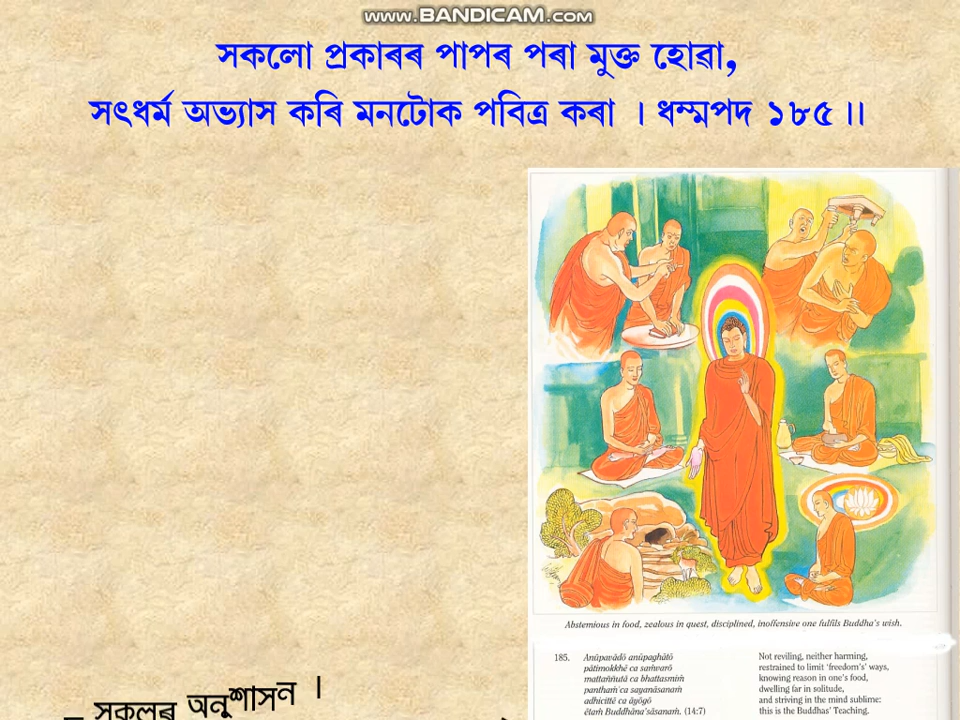 www.BANDICAM.com
সকলো প্ৰকাৰৰ পাপৰ পৰা মুক্ত হোৱা,
সৎধৰ্ম অভ্যাস কৰি মনটোক পবিত্ৰ কৰা । ধম্মপদ ১৮৫ ।।
Abstemious in food, zealous in quest, disciplined, inoffensive one fulfils Buddha's wish.
185. Anūpavādō anūpaghātō
pātimokkhē ca saṁvarō
mattaññutā ca bhattasmiṁ
panthaṁ ca sayanāsanaṁ
adhicittē ca āyōgō
ētaṁ Buddhāna'sāsanaṁ. (14:7)
Not reviling, neither harming,
restrained to limit 'freedom's' ways,
knowing reason in one's food,
dwelling far in solitude,
and striving in the mind sublime:
this is the Buddhas' Teaching.
সকলৰ অনুশাসন ।